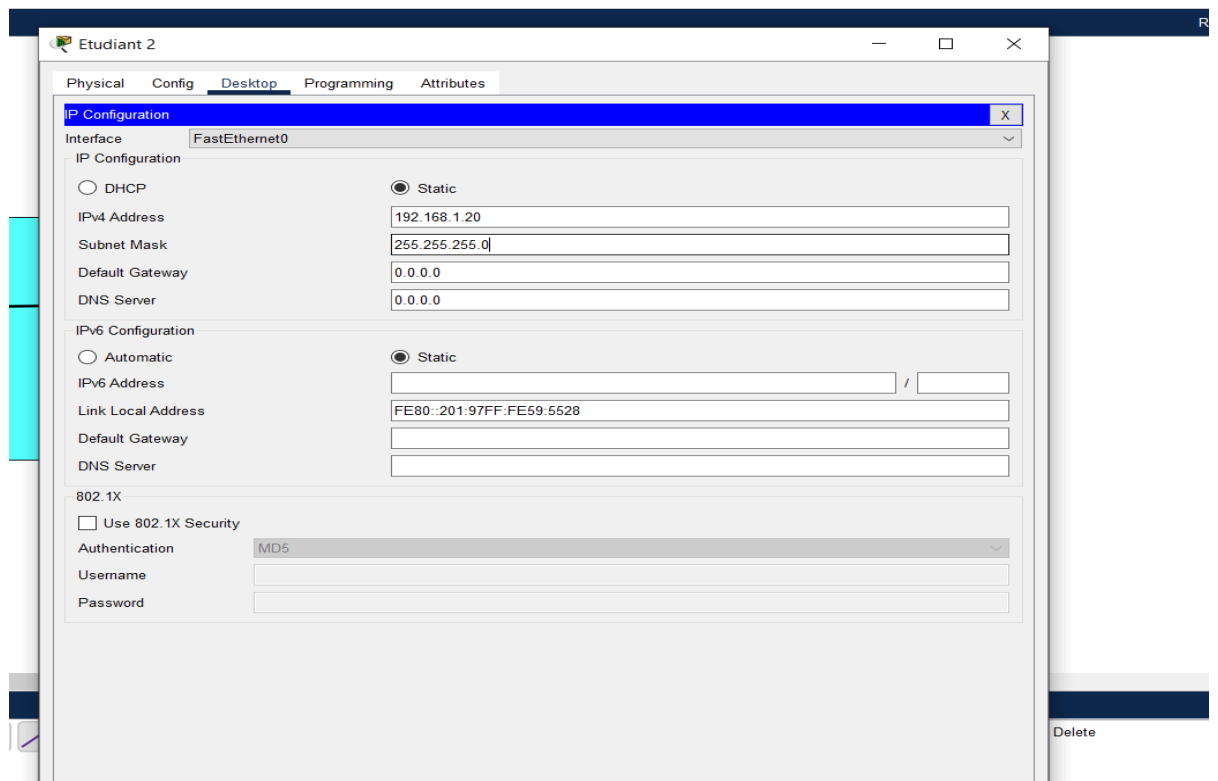 R
Etudiant 2
Physical Config Desktop Programming Attributes
IP Configuration X
Interface FastEthernet0
IP Configuration
DHCP Static
IPv4 Address 192.168.1.20
Subnet Mask 255.255.255.0
Default Gateway 0.0.0.0
DNS Server 0.0.0.0
IPv6 Configuration
Automatic Static
IPv6 Address /
Link Local Address FE80::201:97FF:FE59:5528
Default Gateway
DNS Server
802.1X
Use 802.1X Security
Authentication MD5
Username
Password
Delete